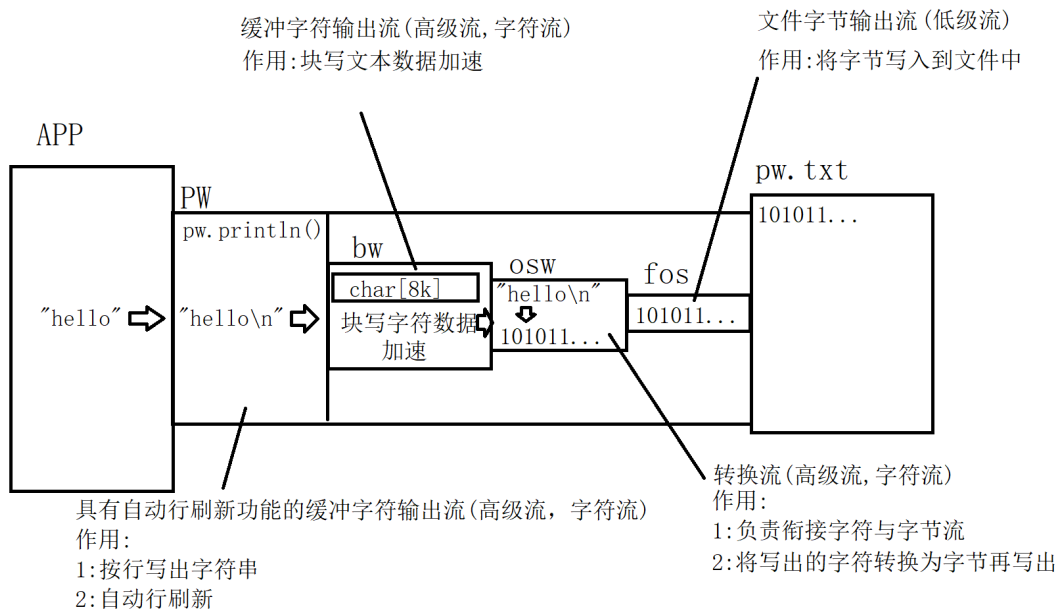 缓冲字符输出流(高级流,字符流)
作用:块写文本数据加速
文件字节输出流(低级流)
作用:将字节写入到文件中
APP
PW
pw.println()
bw
char[8k]
osw
"hello\n"
fos
pw.txt
101011...
"hello"
"hello\n"
块写字符数据
加速
101011...
101011...
具有自动行刷新功能的缓冲字符输出流(高级流，字符流)
作用:
1:按行写出字符串
2:自动行刷新
转换流(高级流,字符流)
作用:
1:负责衔接字符与字节流
2:将写出的字符转换为字节再写出